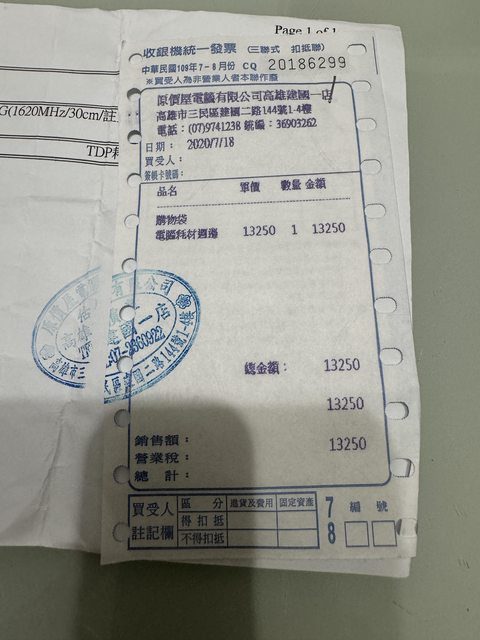 Page 1 of 1
G(1620MHz/30cm/註
TDP
收銀機統一發票 (三聯式 扣抵聯)
中華民國109年7-8月份 CQ 20186299
※買受人為非營業人者本聯作廢
原價屋電腦有限公司高雄建國一店
高雄市三民區建國二路144號1-4樓
電話:(07)9741238 統編:36903262
日期: 2020/7/18
買受人:
簽帳卡號碼:
品名 單價 數量 金額
購物袋
電腦耗材週邊 13250 1 13250
總金額: 13250
13250
13250
銷售額:
營業稅:
總計:
買受人註記欄
區分 進貨及費用 固定資產
得扣抵
不得扣抵
7
8
編號